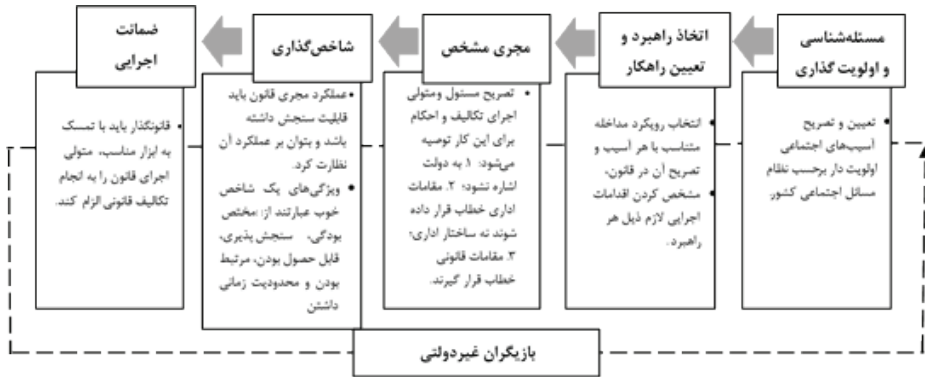 مسئله‌شناسی
و اولویت گذاری
تعیین و تصریح
آسیب‌های اجتماعی
اولویت دار برحسب نظام
مسائل اجتماعی کشور
اتخاذ راهبرد و
تعیین راهکار
انتخاب رویکرد مداخله
متناسب با هر آسیب و
تصریح آن در قانون،
مشخص کردن اقدامات
اجرایی لازم ذیل هر
راهبرد.
مجری مشخص
تصریح مسئول ومتولی
اجرای تکالیف و احکام
برای این کار توصیه
می‌شود: ۱. به دولت
اشاره نشود؛ ۲. مقامات
اداری خطاب قرار داده
شوند نه ساختار اداری؛
۳. مقامات قانونی
خطاب قرار گیرند.
شاخص‌گذاری
عملکرد مجری قانون باید
قابلیت سنجش داشته
باشد و بتوان بر عملکرد آن
نظارت کرد.
ویژگی‌های یک شاخص
خوب عبارتند از: مختص
بودگی، سنجش‌پذیری،
قابل حصول بودن، مرتبط
بودن و محدودیت زمانی
داشتن
ضمانت
اجرایی
قانونگذار باید با تمسک
به ابزار مناسب، متولی
اجرای قانون را به انجام
تکالیف قانونی الزام کند.
بازیگران غیردولتی